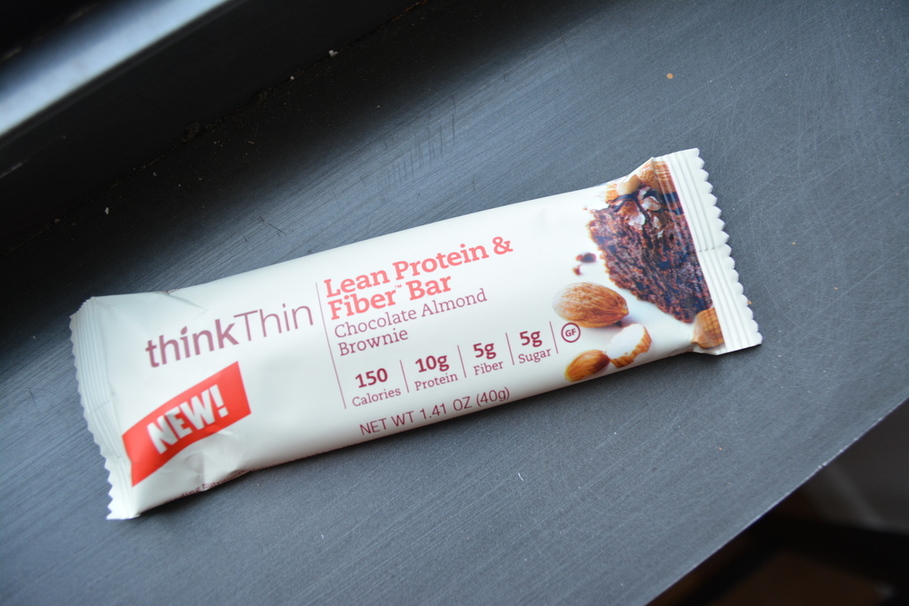 thinkThin
NEW!
Lean Protein &
Fiber™ Bar
Chocolate Almond
Brownie
150
Calories
10g
Protein
5g
Fiber
5g
Sugar
GF
NET WT 1.41 OZ (40g)